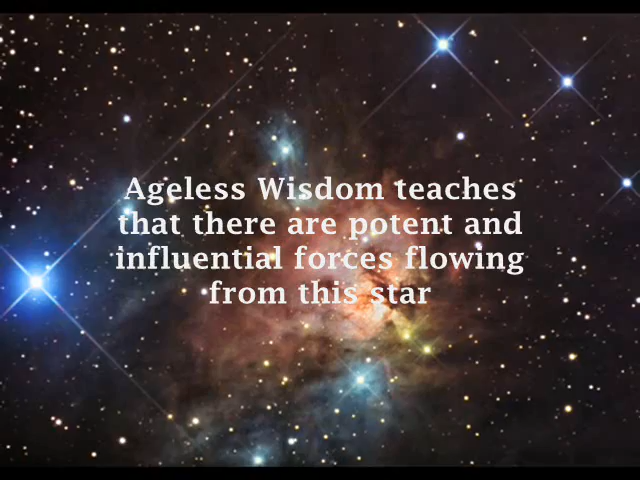 Ageless Wisdom teaches
that there are potent and
influential forces flowing
from this star